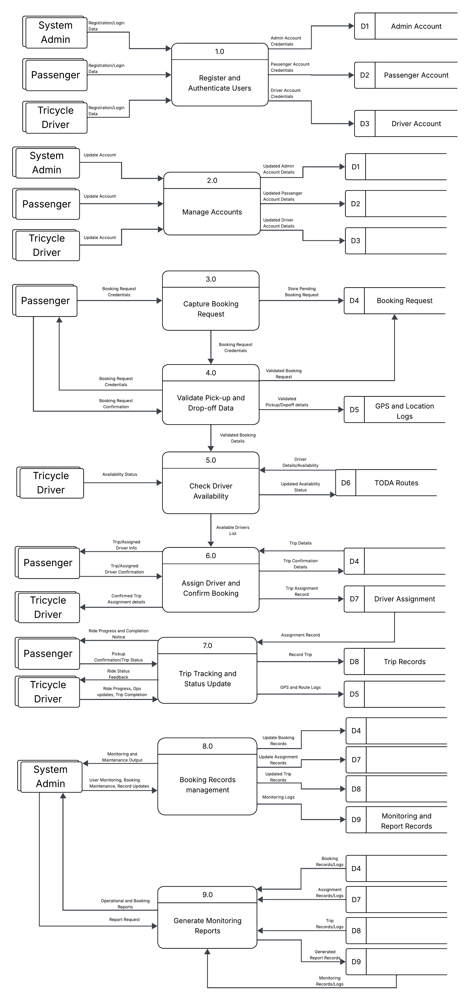 System
Admin
Registration/Login
Data
Passenger
Registration/Login
Data
Tricycle
Driver
Registration/Login
Data
1.0
Register and
Authenticate Users
Admin Account
Credentials
Passenger Account
Credentials
Driver Account
Credentials
D1
Admin Account
D2
Passenger Account
D3
Driver Account
System
Admin
Update Account
Passenger
Update Account
Tricycle
Driver
Update Account
2.0
Manage Accounts
Updated Admin
Account Details
Updated Passenger
Account Details
Updated Driver
Account Details
D1
D2
D3
Passenger
Booking Request
Credentials
3.0
Capture Booking
Request
Store Pending
Booking Request
D4
Booking Request
Booking Request
Credentials
Booking Request
Credentials
Booking Request
Confirmation
4.0
Validate Pick-up and
Drop-off Data
Validated Booking
Request
Validated
Pickup/Dopoff details
D5
GPS and Location
Logs
Validated Booking
Details
Tricycle
Driver
Availability Status
5.0
Check Driver
Availability
Driver
Details/Availability
Updated Availability
Status
D6
TODA Routes
Available Drivers
List
Passenger
Trip/Assigned
Driver Info
Trip/Assigned
Driver Confirmation
Tricycle
Driver
Confirmed Trip
Assignment details
6.0
Assign Driver and
Confirm Booking
Trip Details
Trip Confirmation
Details
Trip Assignment
Record
D4
D7
Driver Assignment
Passenger
Ride Progress and Completion
Notice
Pickup
Confirmation/Trip Status
Tricycle
Driver
Ride Status
Feedback
Ride Progress, Gps
updates, Trip Completion
7.0
Trip Tracking and
Status Update
Assignment Record
Record Trip
GPS and Route Logs
D8
Trip Records
D5
System
Admin
Monitoring and
Maintenance Output
User Monitoring, Booking
Maintenance, Record Updates
8.0
Booking Records
management
Update Booking
Records
Update Assignment
Records
Updated Trip
Records
Monitoring Logs
D4
D7
D8
D9
Monitoring and
Report Records
Operational and Booking
Reports
Report Request
9.0
Generate Monitoring
Reports
Booking
Records/Logs
Assignment
Records/Logs
Trip
Records/Logs
Generated
Report Records
Monitoring
Records/Logs
D4
D7
D8
D9